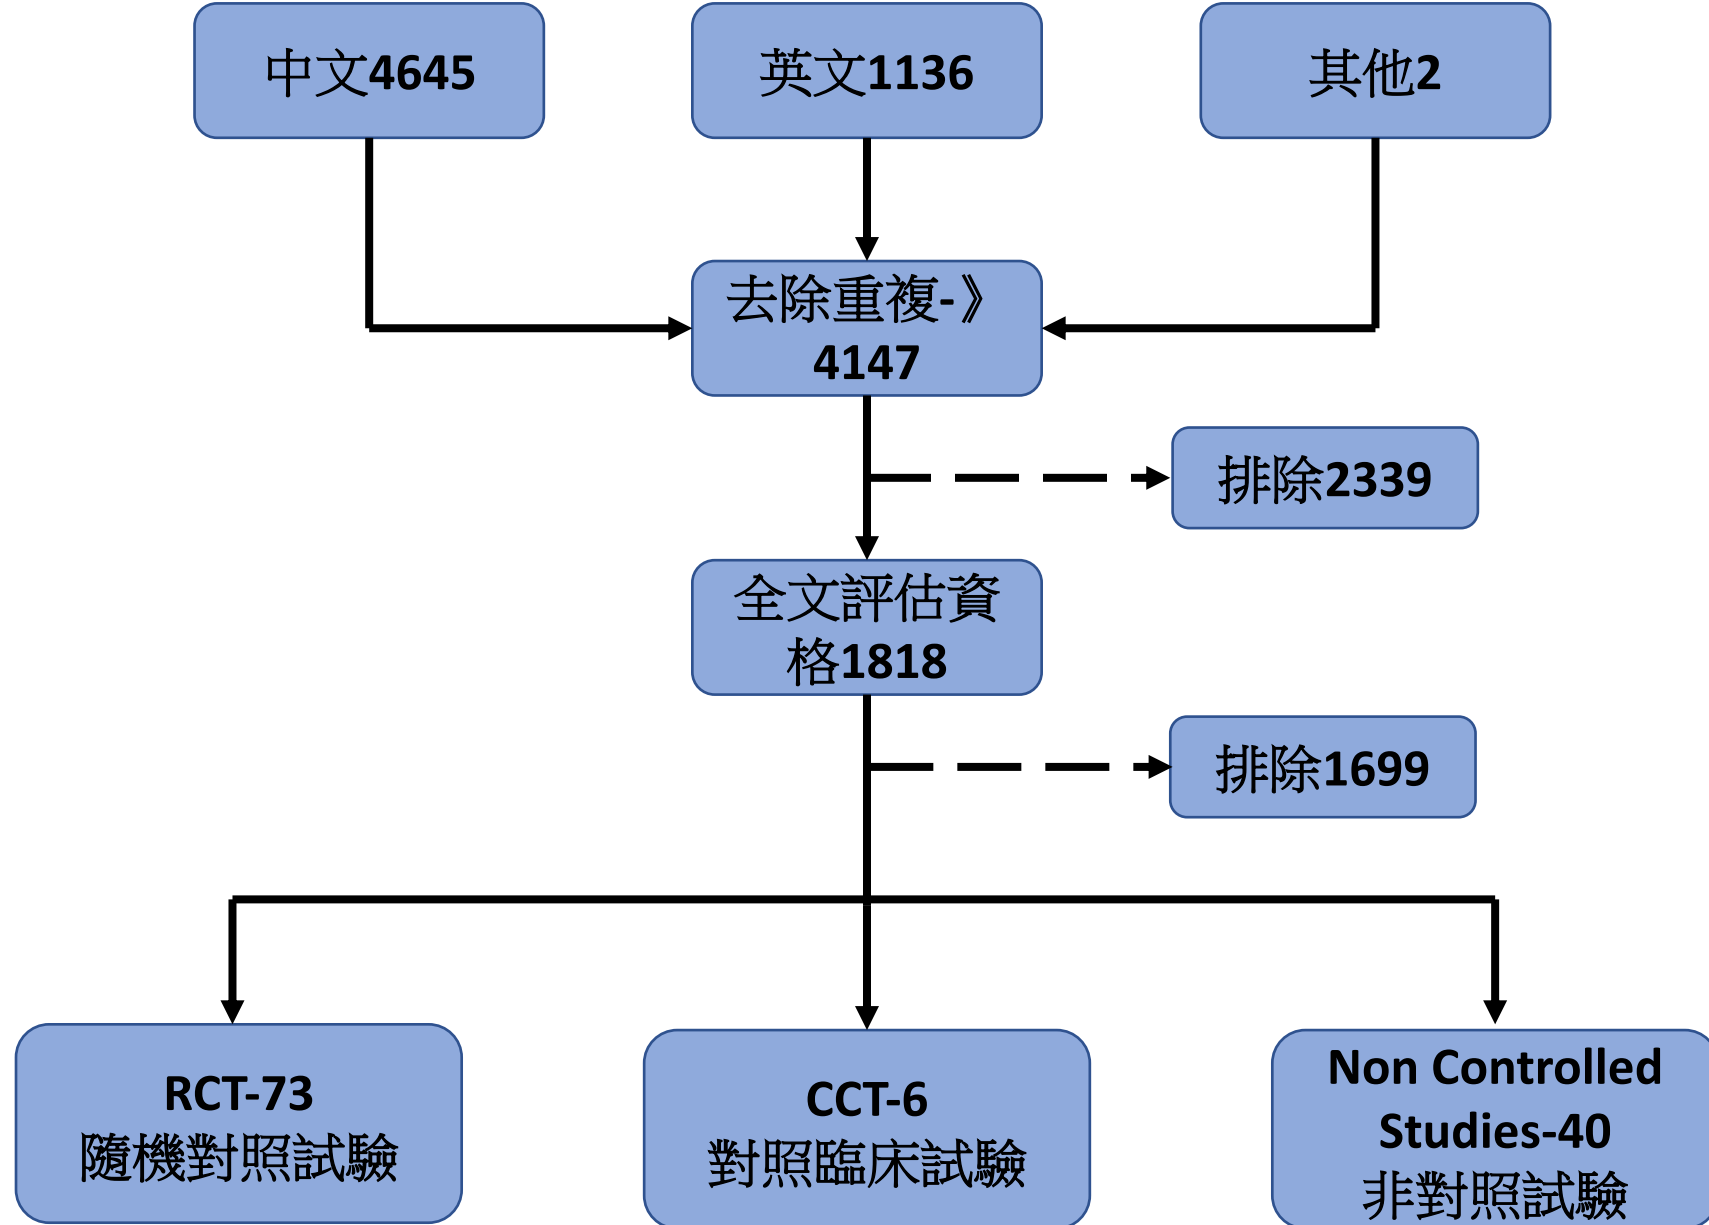 中文4645
英文1136
其他2
去除重複-》
4147
排除2339
全文評估資
格1818
排除1699
RCT-73
隨機對照試驗
CCT-6
對照臨床試驗
Non Controlled
Studies-40
非對照試驗